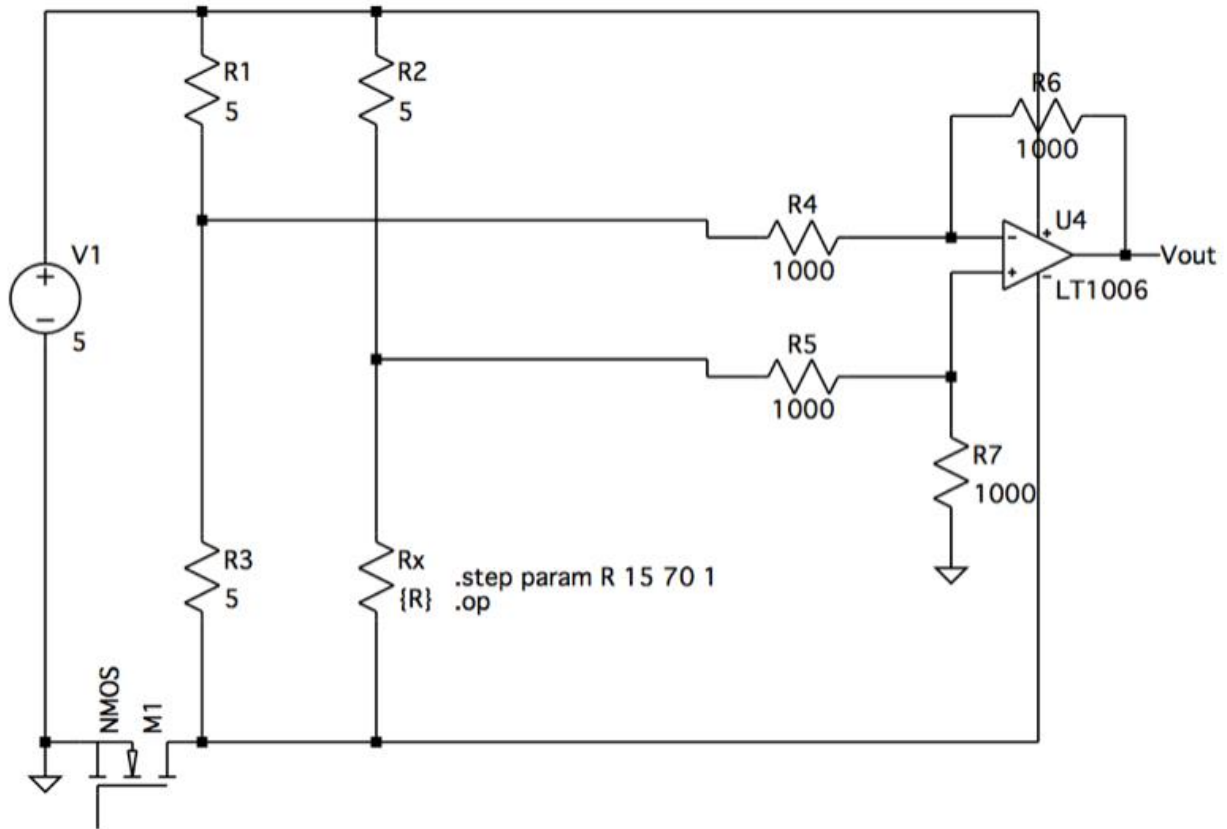 R1
5
R2
5
R6
1000
R4
1000
U4
LT1006
Vout
V1
5
R5
1000
R7
1000
R3
5
Rx
{R}
.step param R 15 70 1
.op
NMOS
M1